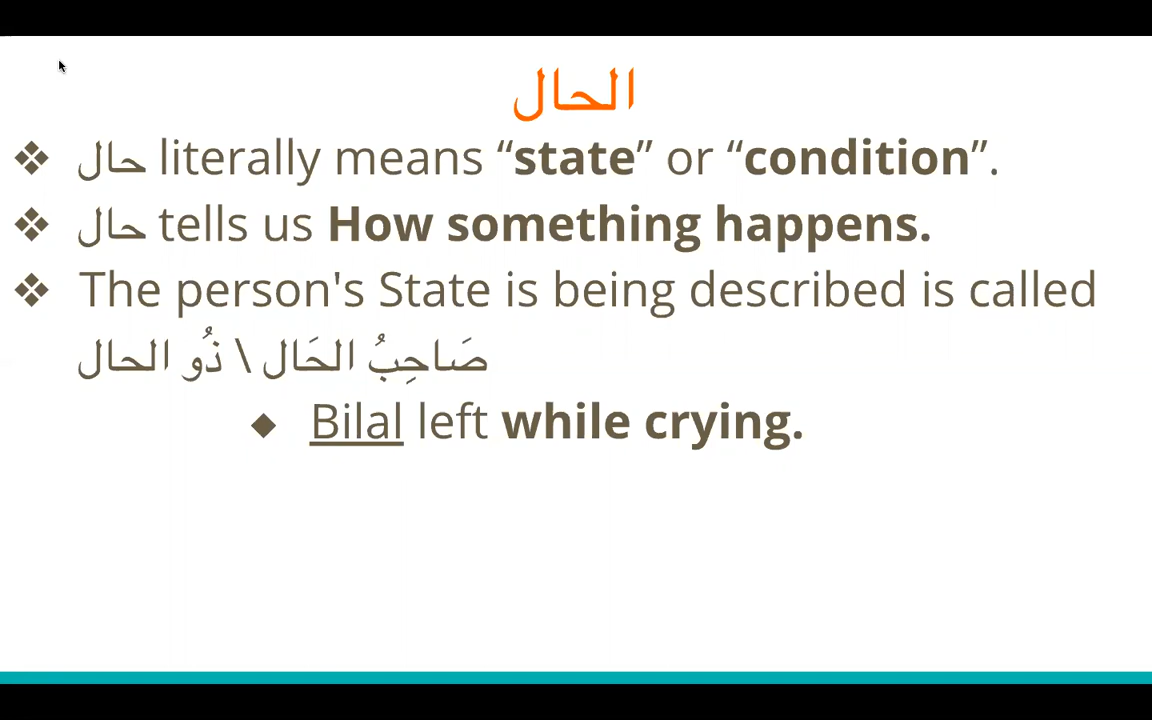 الحال
❖ حال literally means “state” or “condition”.
❖ حال tells us How something happens.
❖ The person's State is being described is called
صَاحِبُ الحَال \ ذُو الحال
◆ Bilal left while crying.